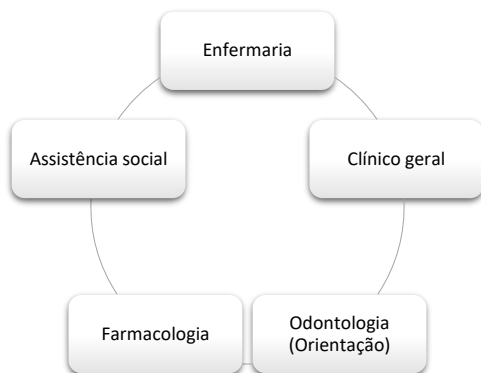 Enfermaria
Assistência social
Clínico geral
Farmacologia
Odontologia
(Orientação)